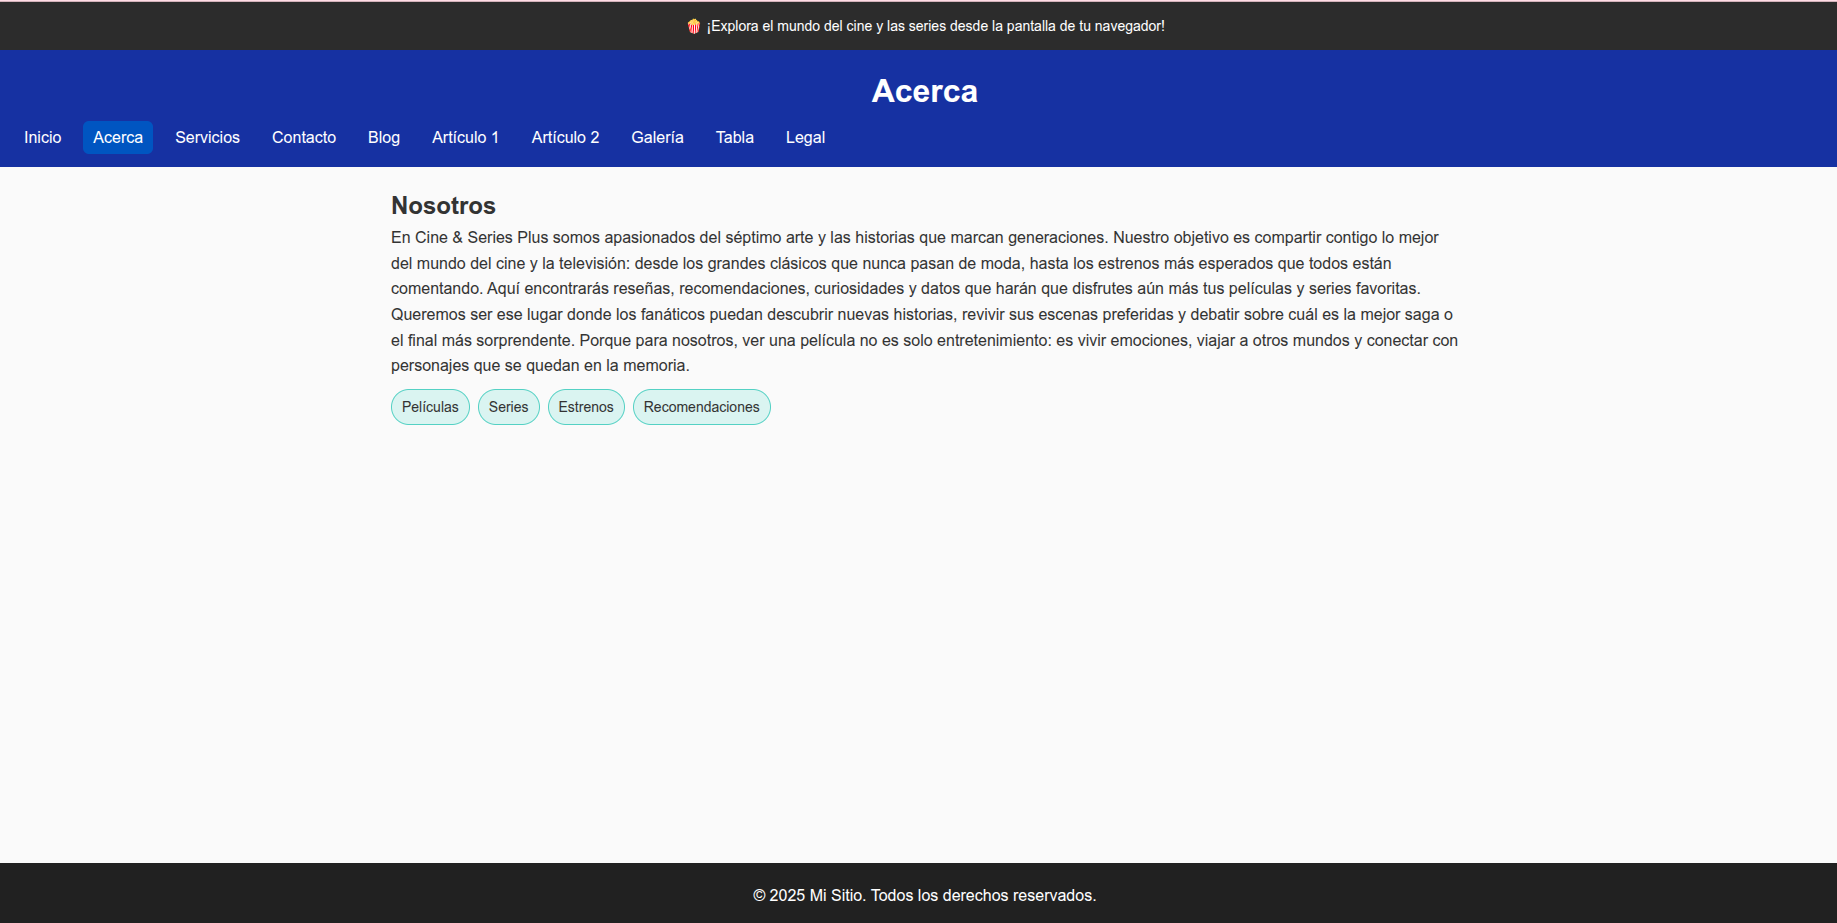 🍿 ¡Explora el mundo del cine y las series desde la pantalla de tu navegador!
Acerca
Inicio Acerca Servicios Contacto Blog Artículo 1 Artículo 2 Galería Tabla Legal
Nosotros
En Cine & Series Plus somos apasionados del séptimo arte y las historias que marcan generaciones. Nuestro objetivo es compartir contigo lo mejor
del mundo del cine y la televisión: desde los grandes clásicos que nunca pasan de moda, hasta los estrenos más esperados que todos están
comentando. Aquí encontrarás reseñas, recomendaciones, curiosidades y datos que harán que disfrutes aún más tus películas y series favoritas.
Queremos ser ese lugar donde los fanáticos puedan descubrir nuevas historias, revivir sus escenas preferidas y debatir sobre cuál es la mejor saga o
el final más sorprendente. Porque para nosotros, ver una película no es solo entretenimiento: es vivir emociones, viajar a otros mundos y conectar con
personajes que se quedan en la memoria.
Películas Series Estrenos Recomendaciones
© 2025 Mi Sitio. Todos los derechos reservados.